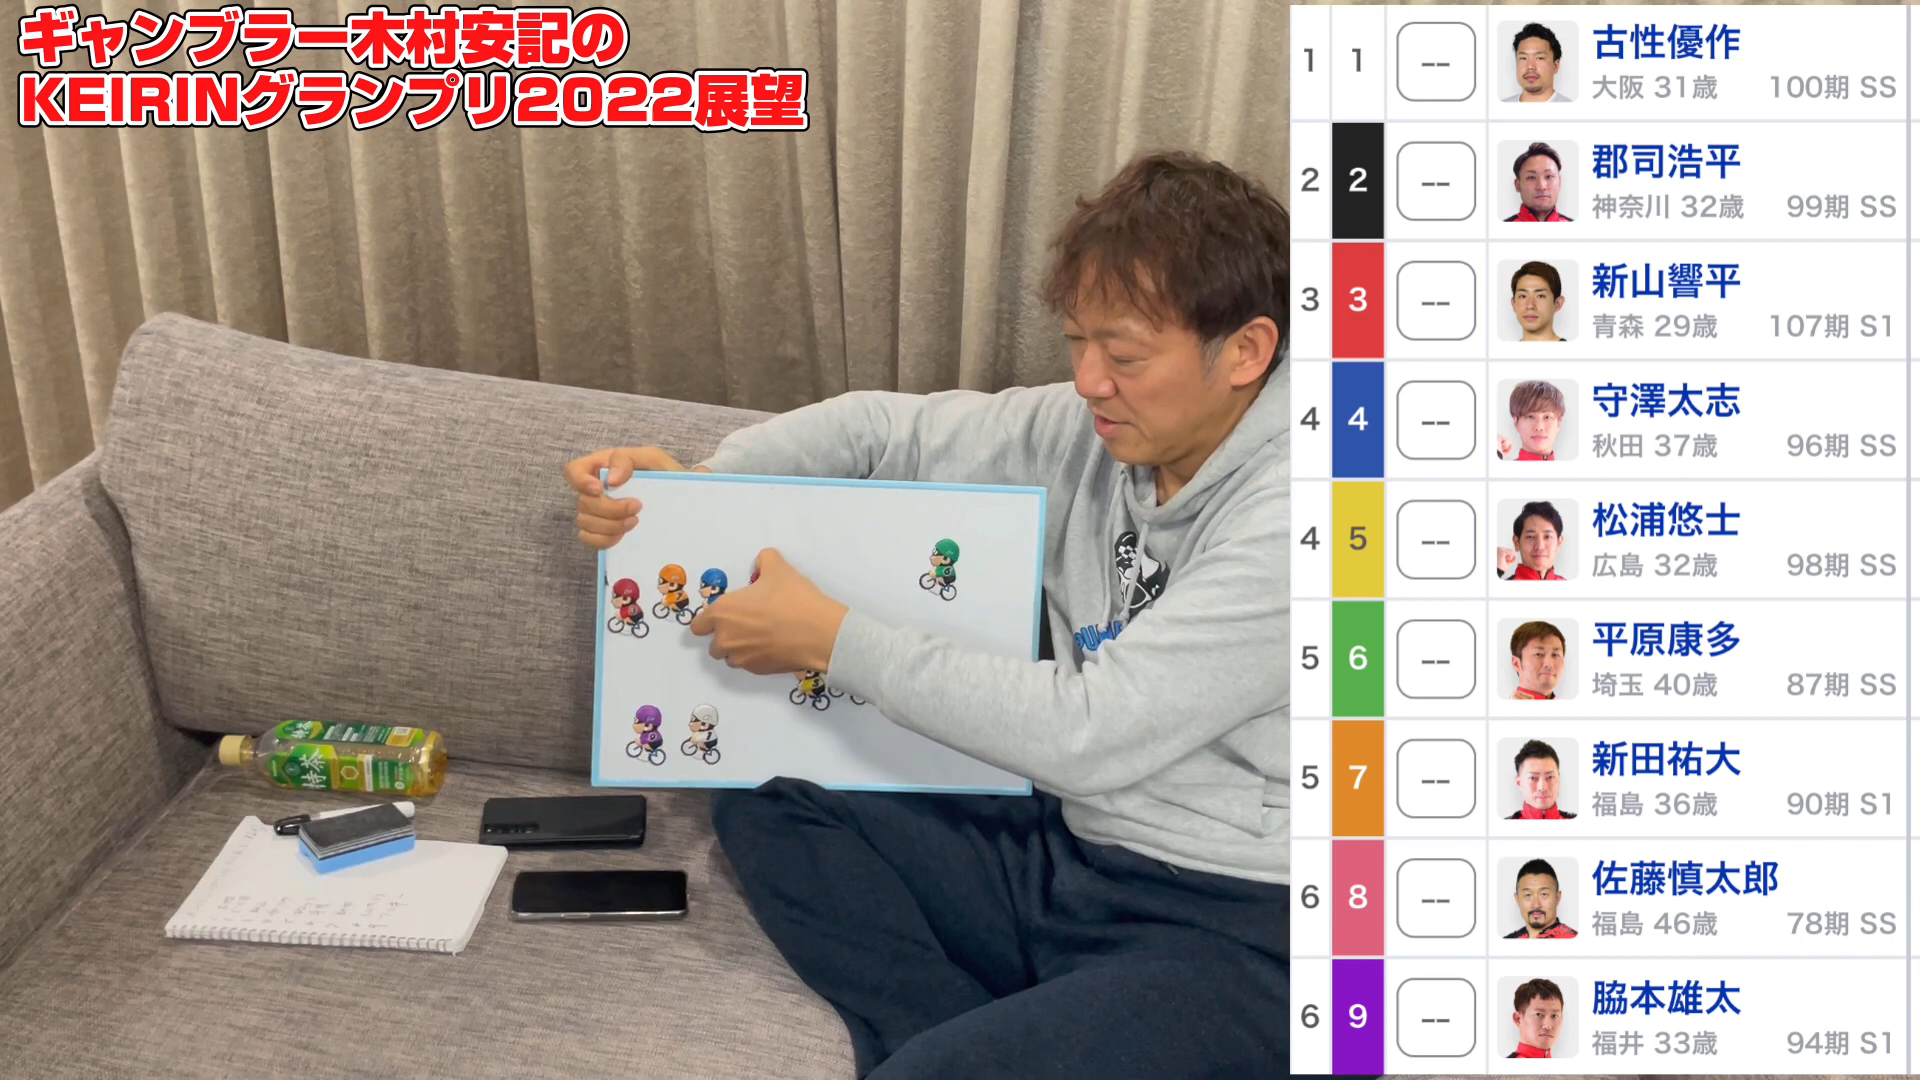 ギャンブラー木村安記の
KEIRINグランプリ2022展望
1 1 -- 古性優作
大阪 31歳 100期 SS
2 2 -- 郡司浩平
神奈川 32歳 99期 SS
3 3 -- 新山響平
青森 29歳 107期 S1
4 4 -- 守澤太志
秋田 37歳 96期 SS
4 5 -- 松浦悠士
広島 32歳 98期 SS
5 6 -- 平原康多
埼玉 40歳 87期 SS
5 7 -- 新田祐大
福島 36歳 90期 S1
6 8 -- 佐藤慎太郎
福島 46歳 78期 SS
6 9 -- 脇本雄太
福井 33歳 94期 S1
特茶